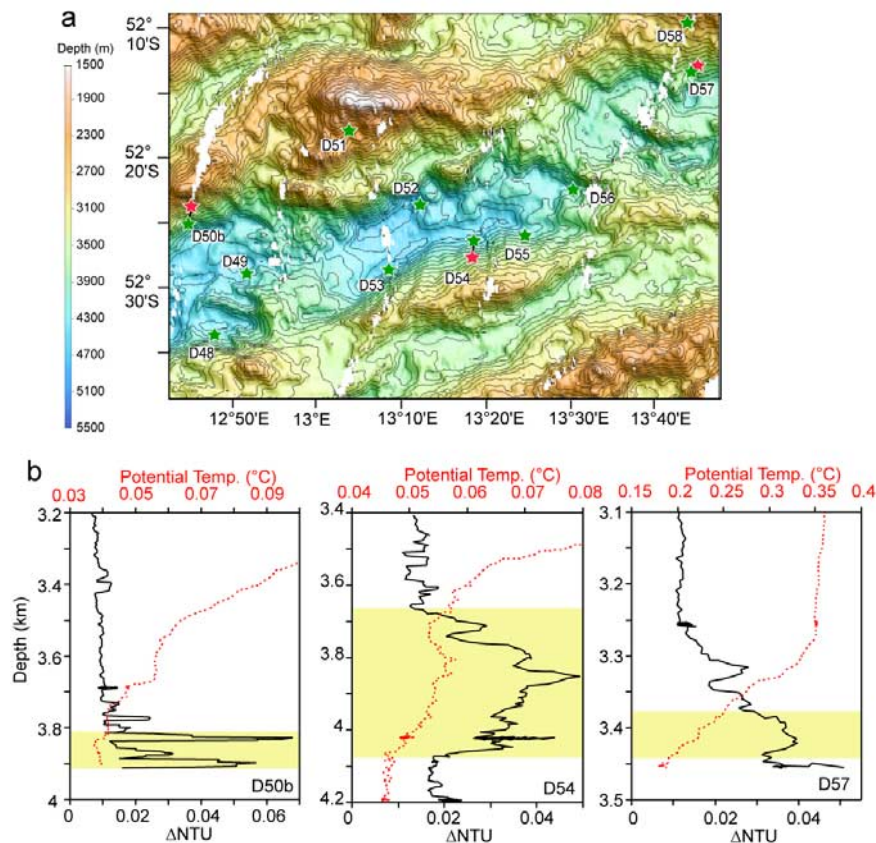 a
Depth (m)
1500
1900
2300
2700
3100
3500
3900
4300
4700
5100
5500
52°
10'S
52°
20'S
52°
30'S
D58
D57
D51
D52
D56
D50b
D49
D55
D54
D53
D48
12°50'E
13°E
13°10'E
13°20'E
13°30'E
13°40'E
b
Potential Temp. (°C)
0.03 0.05 0.07 0.09
3.2
3.4
3.6
3.8
4
Depth (km)
D50b
0 0.02 0.04 0.06
ΔNTU
Potential Temp. (°C)
0.04 0.05 0.06 0.07 0.08
3.4
3.6
3.8
4.
4.2
D54
0 0.02 0.04
ΔNTU
Potential Temp. (°C)
0.15 0.2 0.25 0.3 0.35 0.4
3.1
3.2
3.3
3.4
3.5
D57
0 0.01 0.02 0.03 0.04 0.05
ΔNTU